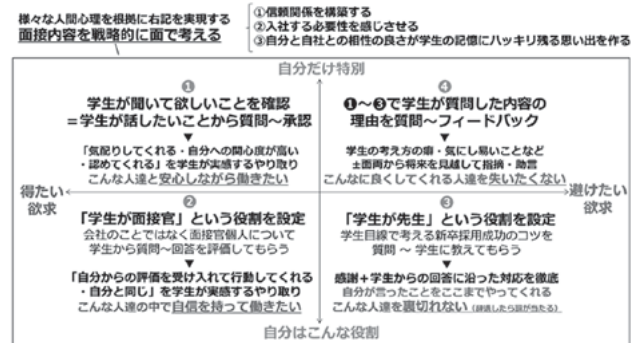 様々な人間心理を根拠に右記を実現する
面接内容を戦略的に面で考える
①信頼関係を構築する
②入社する必要性を感じさせる
③自分と自社との相性の良さが学生の記憶にハッキリ残る思い出を作る
自分だけ特別
❶
学生が聞いて欲しいことを確認
＝学生が話したいことから質問～承認
▼
「気配りしてくれる・自分への関心度が高い
・認めてくれる」を学生が実感するやり取り
こんな人達と安心しながら働きたい
❹
❶～❸で学生が質問した内容の
理由を質問～フィードバック
▼
学生の考え方の癖・気にし易いことなど
±両面から将来を見越して指摘・助言
こんなに良くしてくれる人達を失いたくない
得たい
欲求
避けたい
欲求
❷
「学生が面接官」という役割を設定
会社のことではなく面接官個人について
学生から質問～回答を評価してもらう
▼
「自分からの評価を受け入れて行動してくれる
・自分と同じ」を学生が実感するやり取り
こんな人達の中で自信を持って働きたい
❸
「学生が先生」という役割を設定
学生目線で考える新卒採用成功のコツを
質問 ～ 学生に教えてもらう
▼
感謝＋学生からの回答に沿った対応を徹底
自分が言ったことをここまでやってくれる
こんな人達を裏切れない（辞退したら罰が当たる）
自分はこんな役割